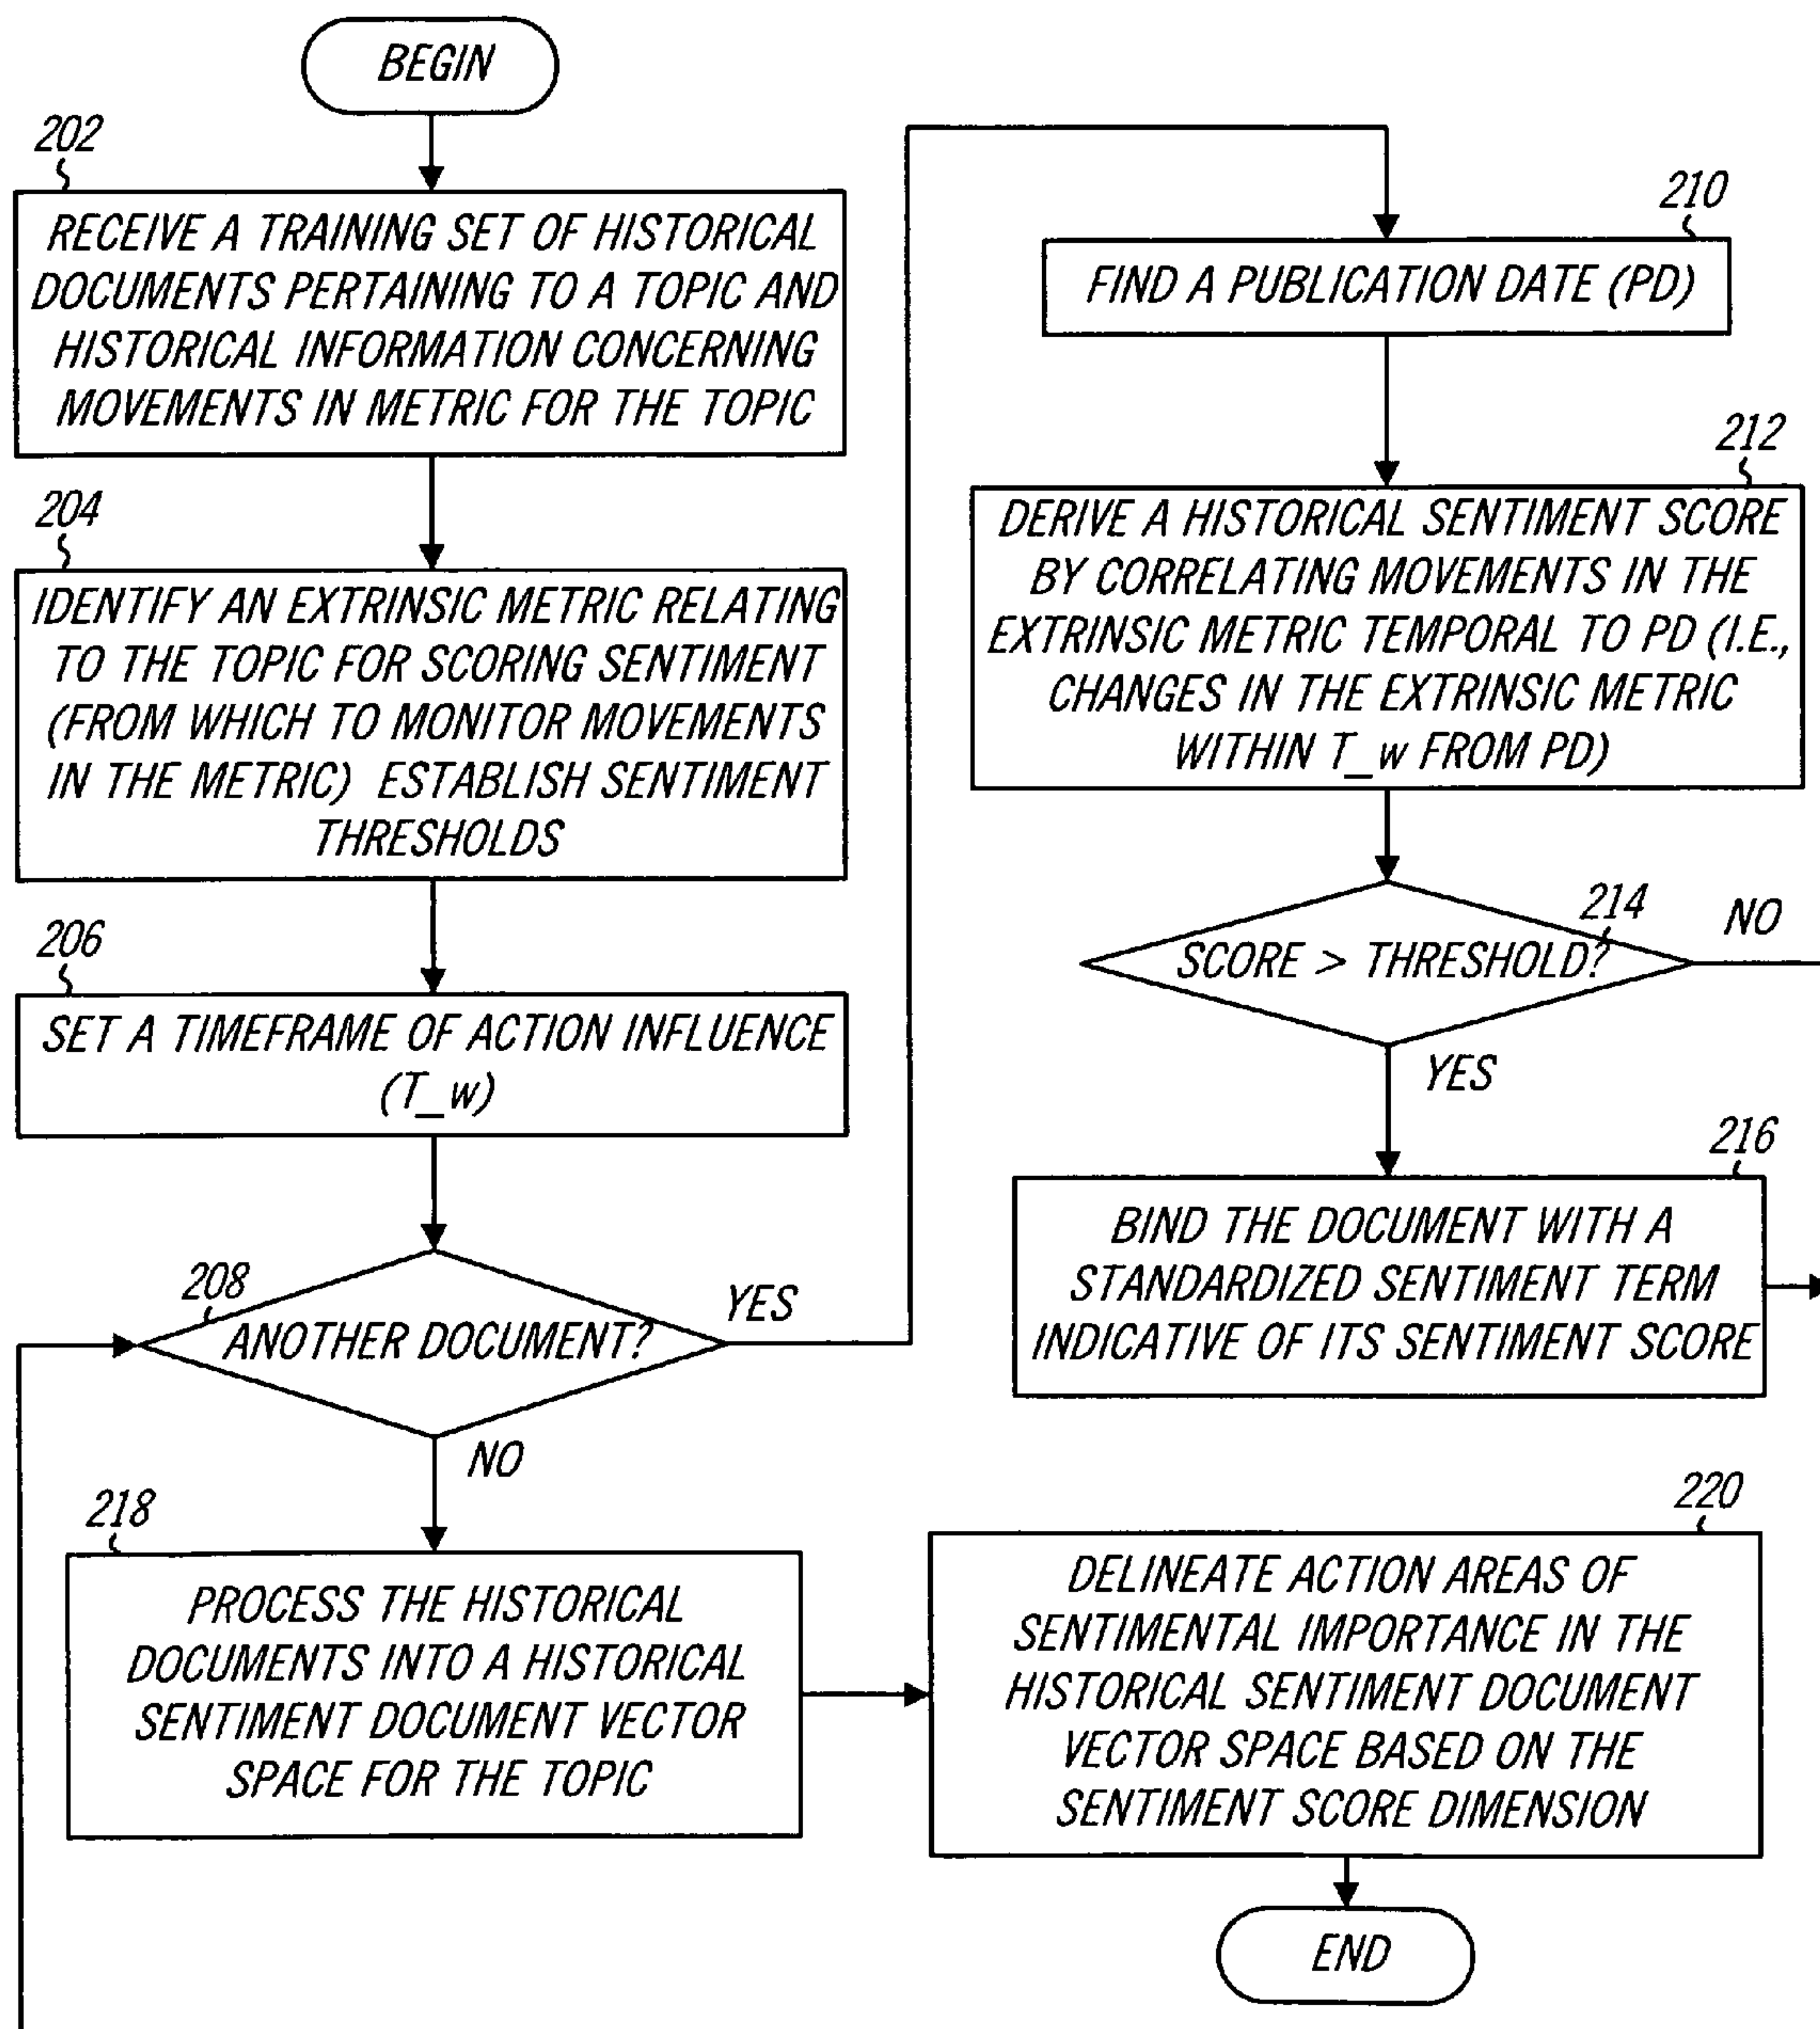 BEGIN
202
RECEIVE A TRAINING SET OF HISTORICAL
DOCUMENTS PERTAINING TO A TOPIC AND
HISTORICAL INFORMATION CONCERNING
MOVEMENTS IN METRIC FOR THE TOPIC
204
IDENTIFY AN EXTRINSIC METRIC RELATING
TO THE TOPIC FOR SCORING SENTIMENT
(FROM WHICH TO MONITOR MOVEMENTS
IN THE METRIC) ESTABLISH SENTIMENT
THRESHOLDS
206
SET A TIMEFRAME OF ACTION INFLUENCE
(T_w)
208
ANOTHER DOCUMENT?
YES
NO
210
FIND A PUBLICATION DATE (PD)
212
DERIVE A HISTORICAL SENTIMENT SCORE
BY CORRELATING MOVEMENTS IN THE
EXTRINSIC METRIC TEMPORAL TO PD (I.E.,
CHANGES IN THE EXTRINSIC METRIC
WITHIN T_w FROM PD)
214
SCORE > THRESHOLD?
NO
YES
216
BIND THE DOCUMENT WITH A
STANDARDIZED SENTIMENT TERM
INDICATIVE OF ITS SENTIMENT SCORE
218
PROCESS THE HISTORICAL
DOCUMENTS INTO A HISTORICAL
SENTIMENT DOCUMENT VECTOR
SPACE FOR THE TOPIC
220
DELINEATE ACTION AREAS OF
SENTIMENTAL IMPORTANCE IN THE
HISTORICAL SENTIMENT DOCUMENT
VECTOR SPACE BASED ON THE
SENTIMENT SCORE DIMENSION
END